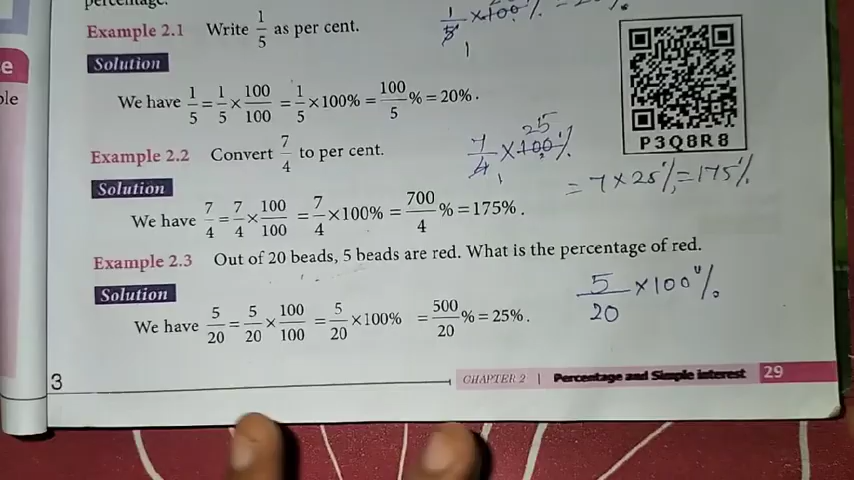 percentage.
Example 2.1 Write 1/5 as per cent.
1/5 × 100 %
1
Solution
We have 1/5 = 1/5 × 100/100 = 1/5 × 100% = 100/5 % = 20% .
P3Q8R8
Example 2.2 Convert 7/4 to per cent.
25
7/4 × 100 %
1
= 7 × 25 % = 175 %
Solution
We have 7/4 = 7/4 × 100/100 = 7/4 × 100% = 700/4 % = 175% .
Example 2.3 Out of 20 beads, 5 beads are red. What is the percentage of red.
5/20 × 100 %
Solution
We have 5/20 = 5/20 × 100/100 = 5/20 × 100% = 500/20 % = 25% .
3
CHAPTER 2 | Percentage and Simple interest 29